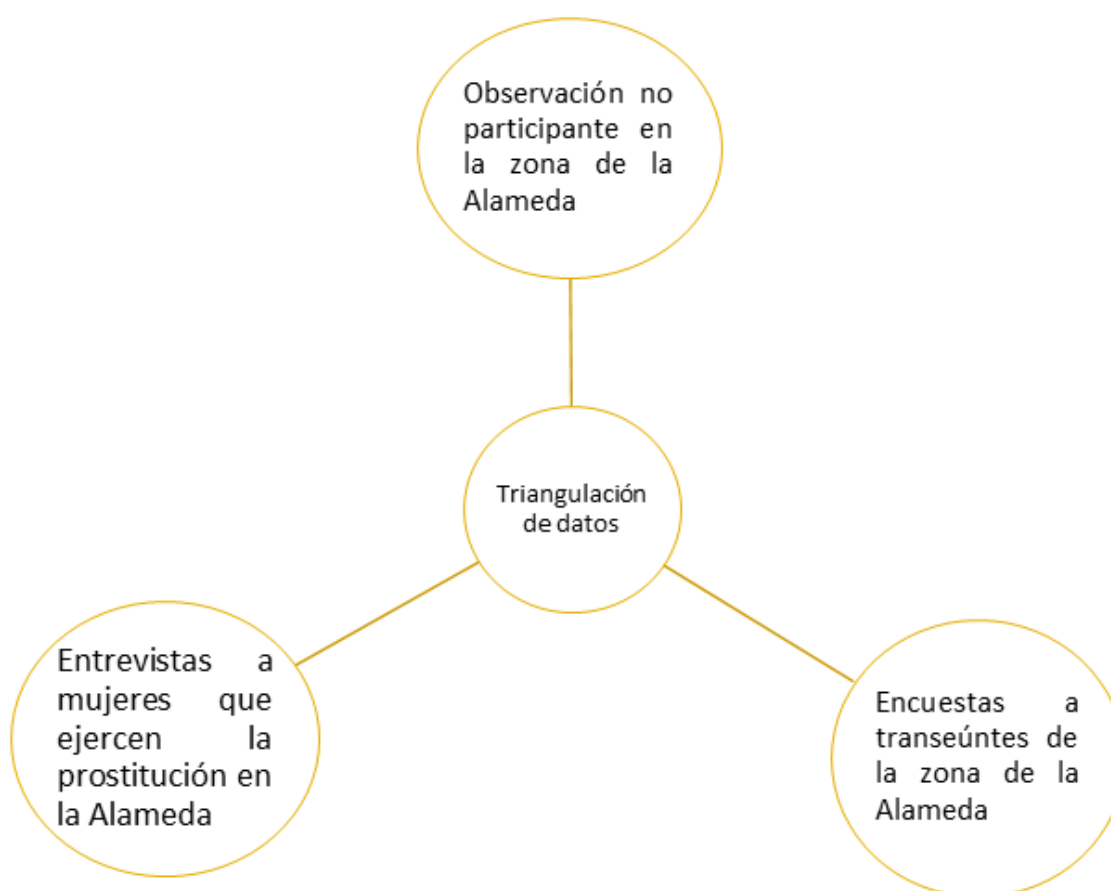 Observación no
participante en
la zona de la
Alameda
Triangulación
de datos
Entrevistas a
mujeres que
ejercen la
prostitución en
la Alameda
Encuestas a
transeúntes de
la zona de la
Alameda